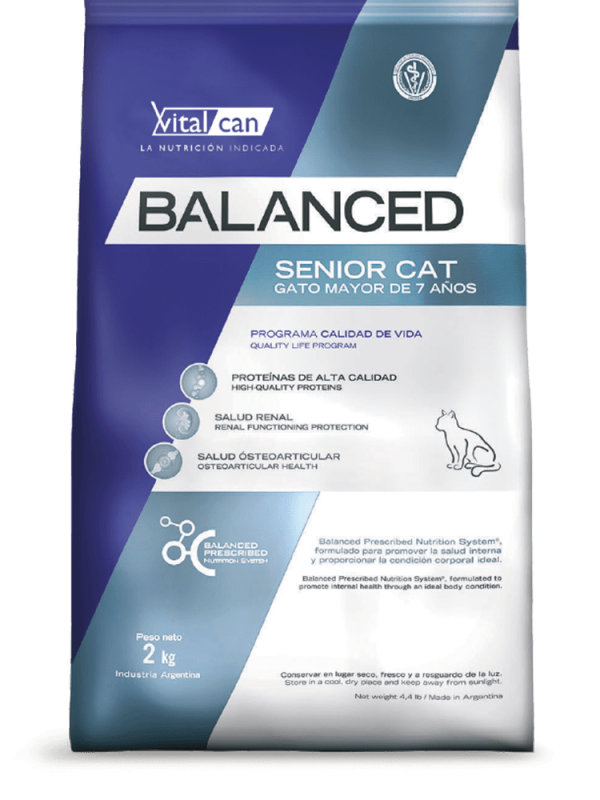 Vital can
LA NUTRICIÓN INDICADA
BALANCED
SENIOR CAT
GATO MAYOR DE 7 AÑOS
PROGRAMA CALIDAD DE VIDA
QUALITY LIFE PROGRAM
PROTEÍNAS DE ALTA CALIDAD
HIGH-QUALITY PROTEINS
SALUD RENAL
RENAL FUNCTIONING PROTECTION
SALUD ÓSTEOARTICULAR
OSTEOARTICULAR HEALTH
BALANCED
PRESCRIBED
NUTRITION SYSTEM
Balanced Prescribed Nutrition System®,
formulado para promover la salud interna
y proporcionar la condición corporal ideal.
Balanced Prescribed Nutrition System®, formulated to
promote internal health through an ideal body condition.
Peso neto
2 kg
Industria Argentina
Conservar en lugar seco, fresco y a resguardo de la luz.
Store in a cool, dry place and keep away from sunlight.
Net weight 4,4 lb / Made in Argentina